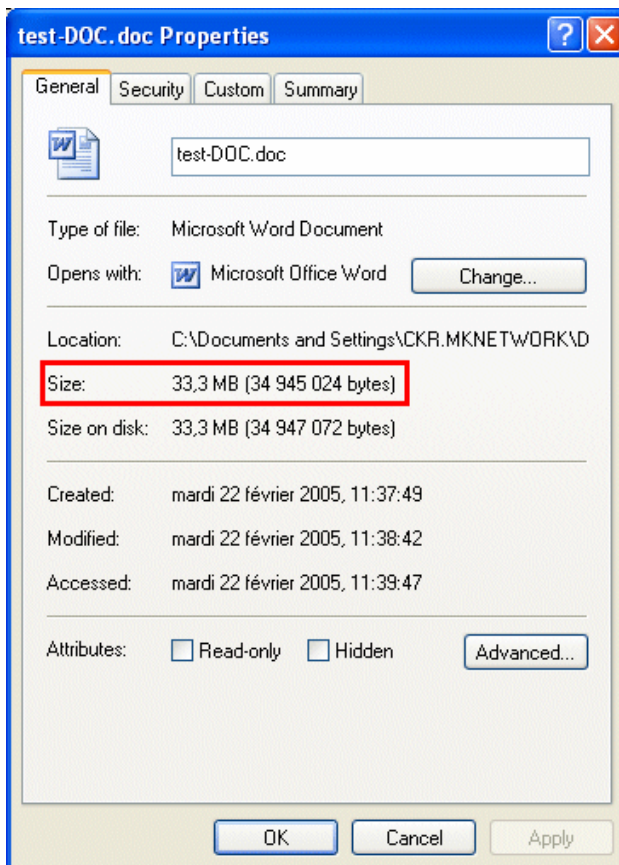 test-DOC.doc Properties
General Security Custom Summary
test-DOC.doc
Type of file: Microsoft Word Document
Opens with: Microsoft Office Word Change...
Location: C:\Documents and Settings\CKR.MKNETWORK\D
Size: 33,3 MB (34 945 024 bytes)
Size on disk: 33,3 MB (34 947 072 bytes)
Created: mardi 22 février 2005, 11:37:49
Modified: mardi 22 février 2005, 11:38:42
Accessed: mardi 22 février 2005, 11:39:47
Attributes: Read-only Hidden Advanced...
OK Cancel Apply